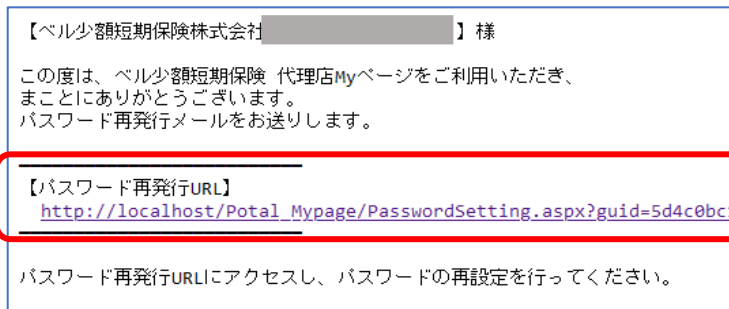 【ベル少額短期保険株式会社 】様
この度は、ベル少額短期保険 代理店Myページをご利用いただき、
まことにありがとうございます。
パスワード再発行メールをお送りします。
【パスワード再発行URL】
http://localhost/Potal_Mypage/PasswordSetting.aspx?guid=5d4c0bc
パスワード再発行URLにアクセスし、パスワードの再設定を行ってください。